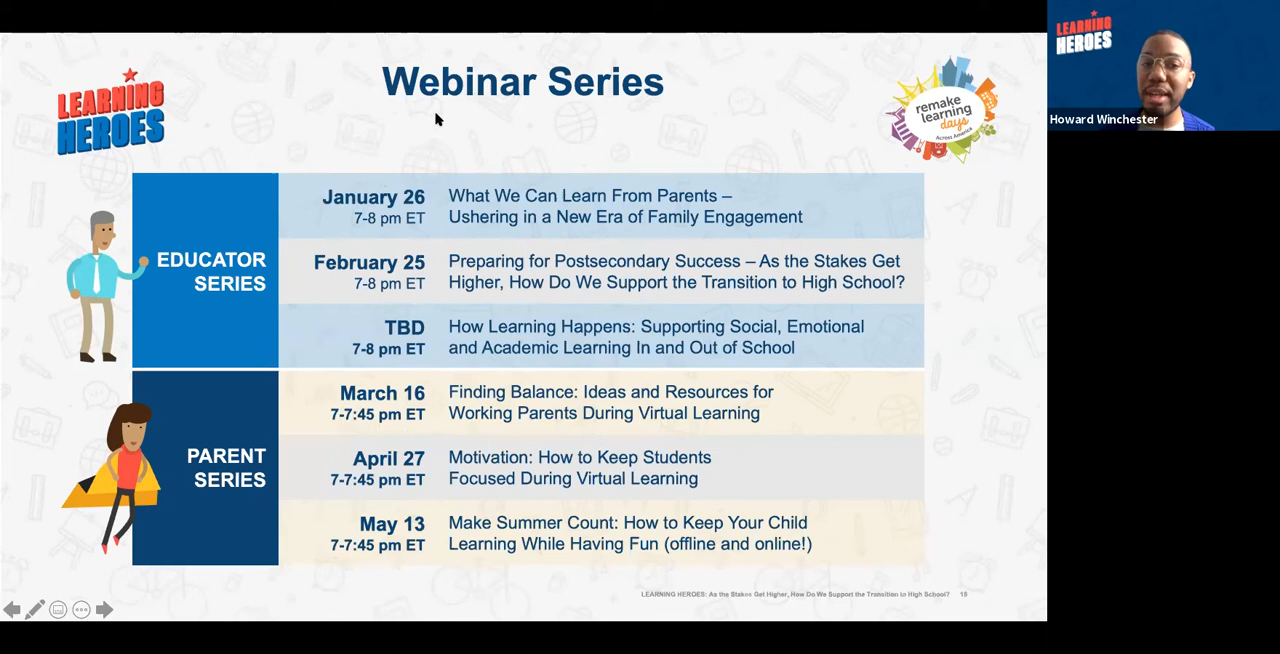 Webinar Series
LEARNING
HEROES
remake
learning
days
Across America
EDUCATOR
SERIES
January 26
7-8 pm ET
What We Can Learn From Parents –
Ushering in a New Era of Family Engagement
February 25
7-8 pm ET
Preparing for Postsecondary Success – As the Stakes Get
Higher, How Do We Support the Transition to High School?
TBD
7-8 pm ET
How Learning Happens: Supporting Social, Emotional
and Academic Learning In and Out of School
PARENT
SERIES
March 16
7-7:45 pm ET
Finding Balance: Ideas and Resources for
Working Parents During Virtual Learning
April 27
7-7:45 pm ET
Motivation: How to Keep Students
Focused During Virtual Learning
May 13
7-7:45 pm ET
Make Summer Count: How to Keep Your Child
Learning While Having Fun (offline and online!)
LEARNING HEROES: As the Stakes Get Higher, How Do We Support the Transition to High School? 15
LEARNING
HEROES
Howard Winchester